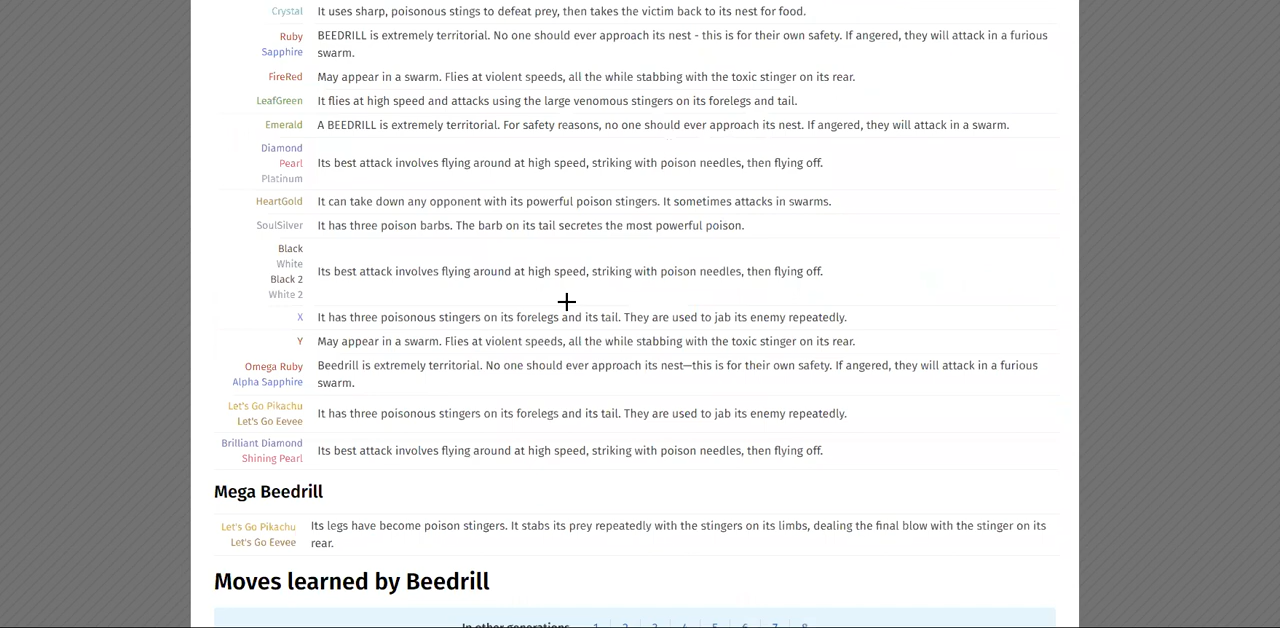 Crystal It uses sharp, poisonous stings to defeat prey, then takes the victim back to its nest for food.
Ruby BEEDRILL is extremely territorial. No one should ever approach its nest - this is for their own safety. If angered, they will attack in a furious
Sapphire swarm.
FireRed May appear in a swarm. Flies at violent speeds, all the while stabbing with the toxic stinger on its rear.
LeafGreen It flies at high speed and attacks using the large venomous stingers on its forelegs and tail.
Emerald A BEEDRILL is extremely territorial. For safety reasons, no one should ever approach its nest. If angered, they will attack in a swarm.
Diamond
Pearl Its best attack involves flying around at high speed, striking with poison needles, then flying off.
Platinum
HeartGold It can take down any opponent with its powerful poison stingers. It sometimes attacks in swarms.
SoulSilver It has three poison barbs. The barb on its tail secretes the most powerful poison.
Black
White
Its best attack involves flying around at high speed, striking with poison needles, then flying off.
Black 2
White 2
X It has three poisonous stingers on its forelegs and its tail. They are used to jab its enemy repeatedly.
Y May appear in a swarm. Flies at violent speeds, all the while stabbing with the toxic stinger on its rear.
Omega Ruby Beedrill is extremely territorial. No one should ever approach its nest—this is for their own safety. If angered, they will attack in a furious
Alpha Sapphire swarm.
Let's Go Pikachu
It has three poisonous stingers on its forelegs and its tail. They are used to jab its enemy repeatedly.
Let's Go Eevee
Brilliant Diamond
Its best attack involves flying around at high speed, striking with poison needles, then flying off.
Shining Pearl
Mega Beedrill
Let's Go Pikachu Its legs have become poison stingers. It stabs its prey repeatedly with the stingers on its limbs, dealing the final blow with the stinger on its
Let's Go Eevee rear.
Moves learned by Beedrill
In other generations 1 2 3 4 5 6 7 8